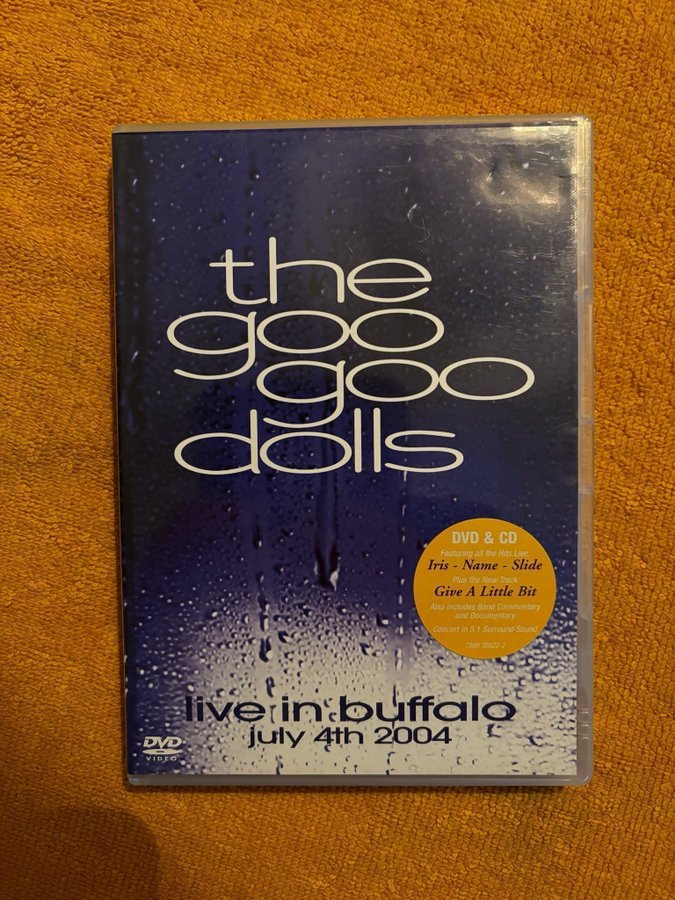 the
goo
goo
dolls
DVD & CD
Featuring all the Hits Live,
Iris - Name - Slide
Plus the New Track
Give A Little Bit
Also includes Band Commentary
and Documentary
Concert in 5.1 Surround Sound
live in buffalo
july 4th 2004
DVD
VIDEO